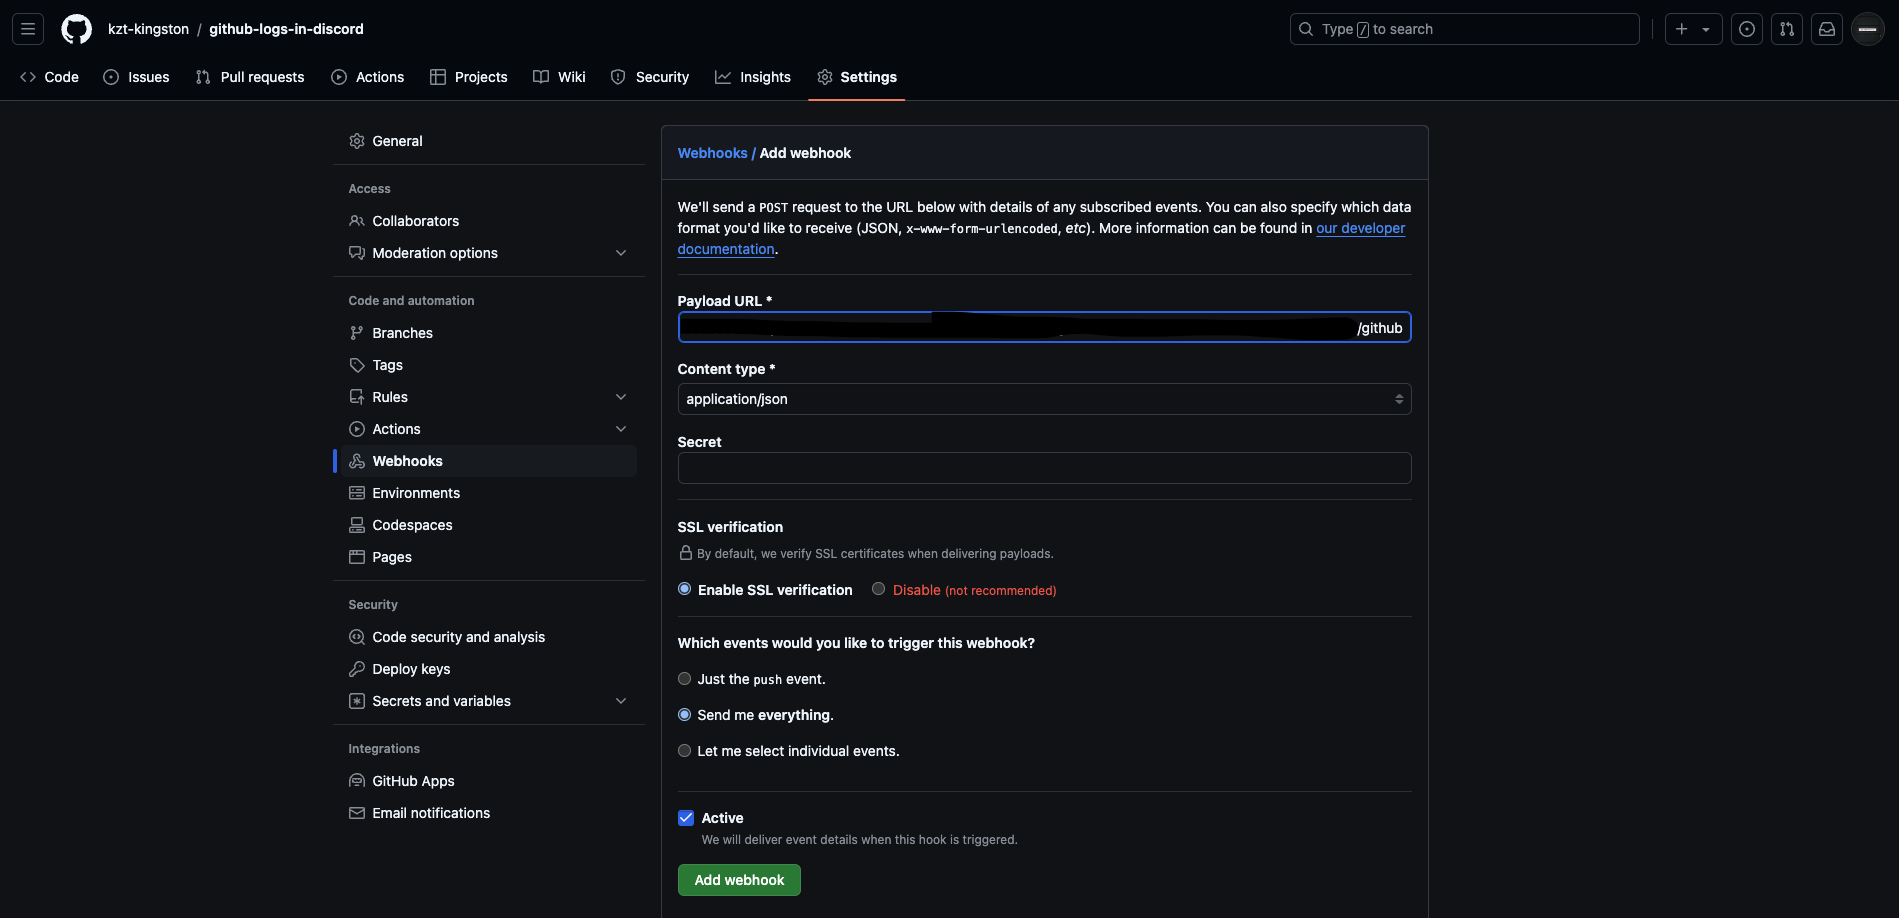 kzt-kingston / github-logs-in-discord
Type / to search
Code Issues Pull requests Actions Projects Wiki Security Insights Settings
General
Access
Collaborators
Moderation options
Code and automation
Branches
Tags
Rules
Actions
Webhooks
Environments
Codespaces
Pages
Security
Code security and analysis
Deploy keys
Secrets and variables
Integrations
GitHub Apps
Email notifications
Webhooks / Add webhook
We'll send a POST request to the URL below with details of any subscribed events. You can also specify which data
format you'd like to receive (JSON, x-www-form-urlencoded, etc). More information can be found in our developer
documentation.
Payload URL *
/github
Content type *
application/json
Secret
SSL verification
By default, we verify SSL certificates when delivering payloads.
Enable SSL verification Disable (not recommended)
Which events would you like to trigger this webhook?
Just the push event.
Send me everything.
Let me select individual events.
Active
We will deliver event details when this hook is triggered.
Add webhook